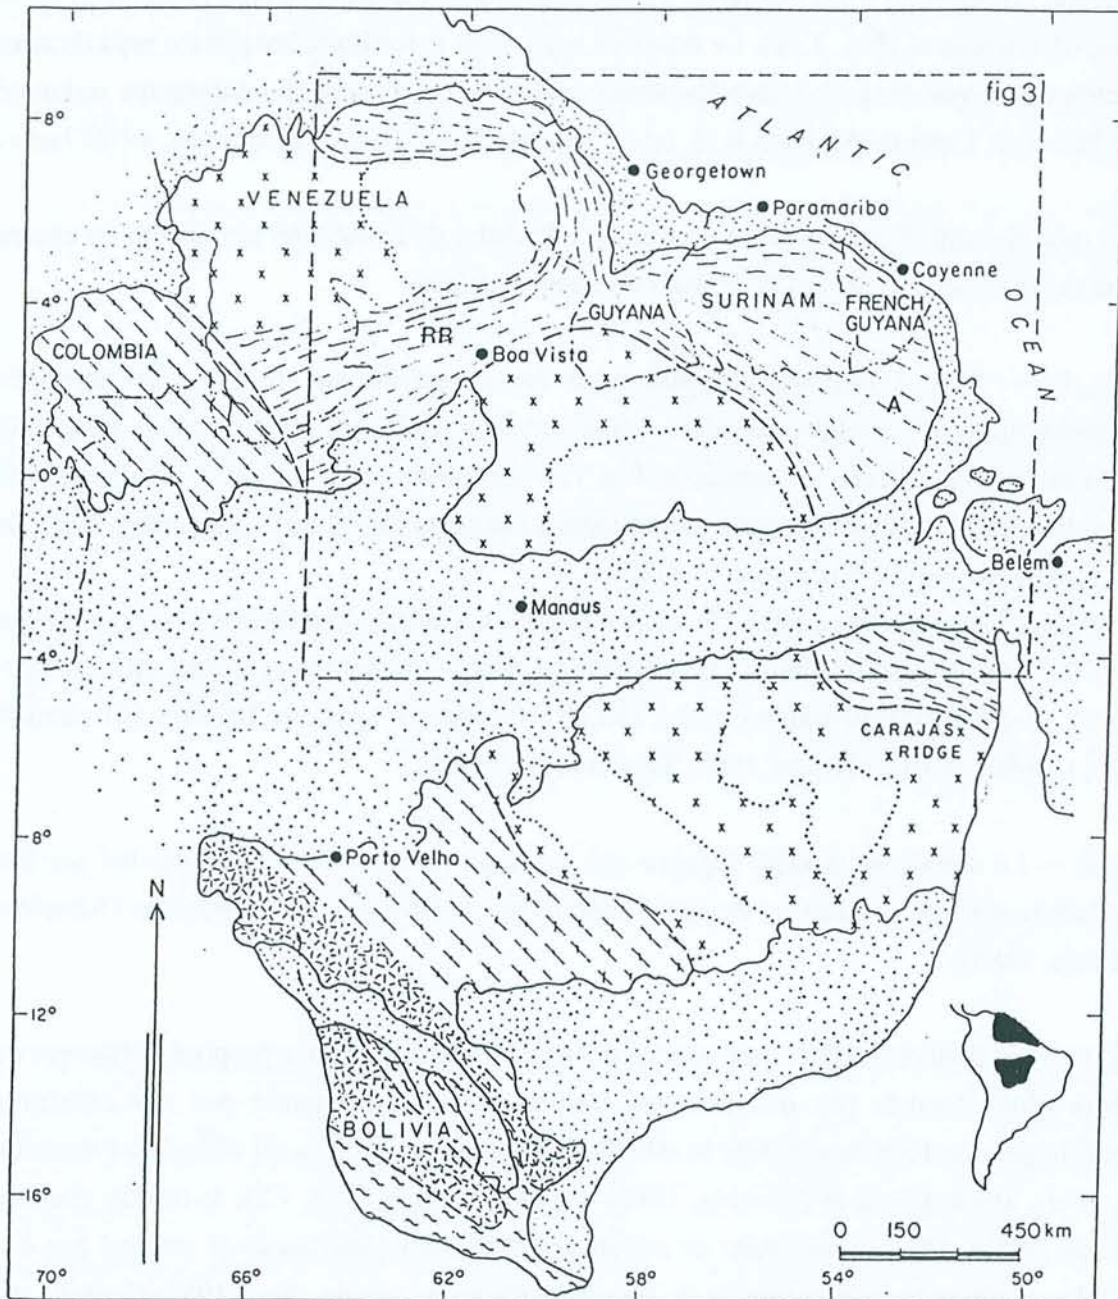 fig 3
8°
ATLANTIC
OCEAN
Georgetown
VENEZUELA
Paramaribo
Cayenne
4°
SURINAM
FRENCH
GUYANA
GUYANA
RR
COLOMBIA
Boa Vista
A
0°
Belém
Manaus
4°
CARAJAS
RIDGE
8°
Porto Velho
N
12°
BOLIVIA
16°
0 150 450 km
70° 66° 62° 58° 54° 50°